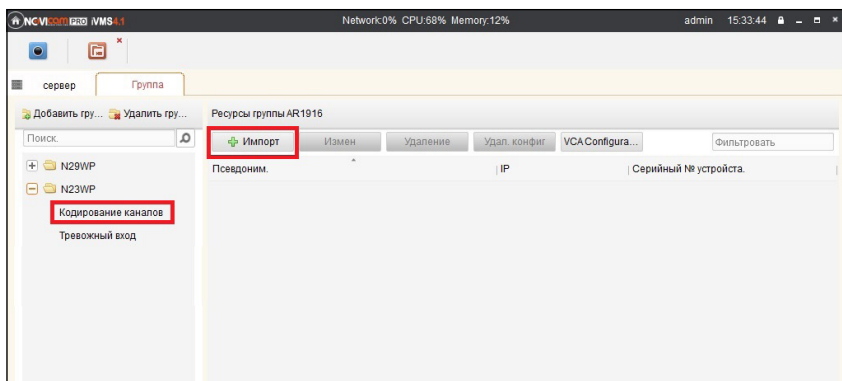 NOVIcam PRO iVMS4.1 Network:0% CPU:68% Memory:12% admin 15:33:44
сервер Группа
Добавить гру... Удалить гру... Ресурсы группы AR1916
Поиск. Импорт Измен Удаление Удал. конфиг VCA Configura... Фильтровать
N29WP Псевдоним. IP Серийный № устройства.
N23WP
Кодирование каналов
Тревожный вход